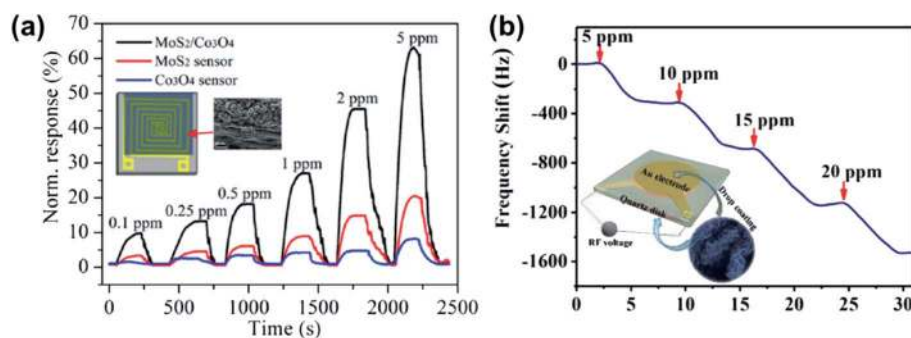 (a)
70
60
50
40
30
20
10
0
Norm. response (%)
MoS2/Co3O4
MoS2 sensor
Co3O4 sensor
0.1 ppm
0.25 ppm
0.5 ppm
1 ppm
2 ppm
5 ppm
0 500 1000 1500 2000 2500
Time (s)
(b)
0
-400
-800
-1200
-1600
Frequency Shift (Hz)
5 ppm
10 ppm
15 ppm
20 ppm
Au electrode
Quartz disk
Drop coating
RF voltage
0 5 10 15 20 25 30